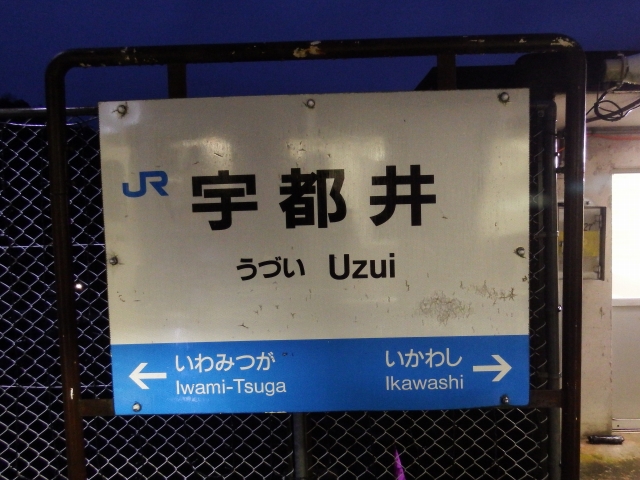 JR 宇都井
うづい Uzui
← いわみつが
Iwami-Tsuga
いかわし →
Ikawashi